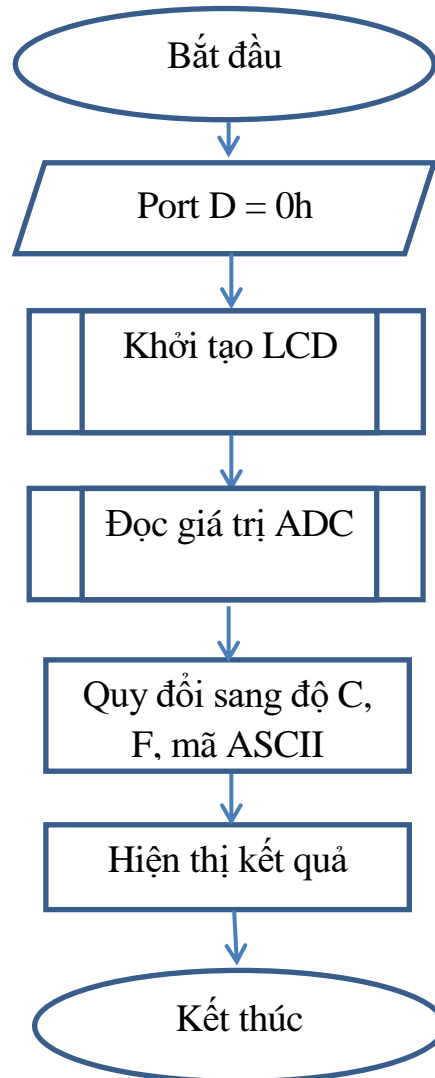 Bắt đầu
Port D = 0h
Khởi tạo LCD
Đọc giá trị ADC
Quy đổi sang độ C,
F, mã ASCII
Hiện thị kết quả
Kết thúc